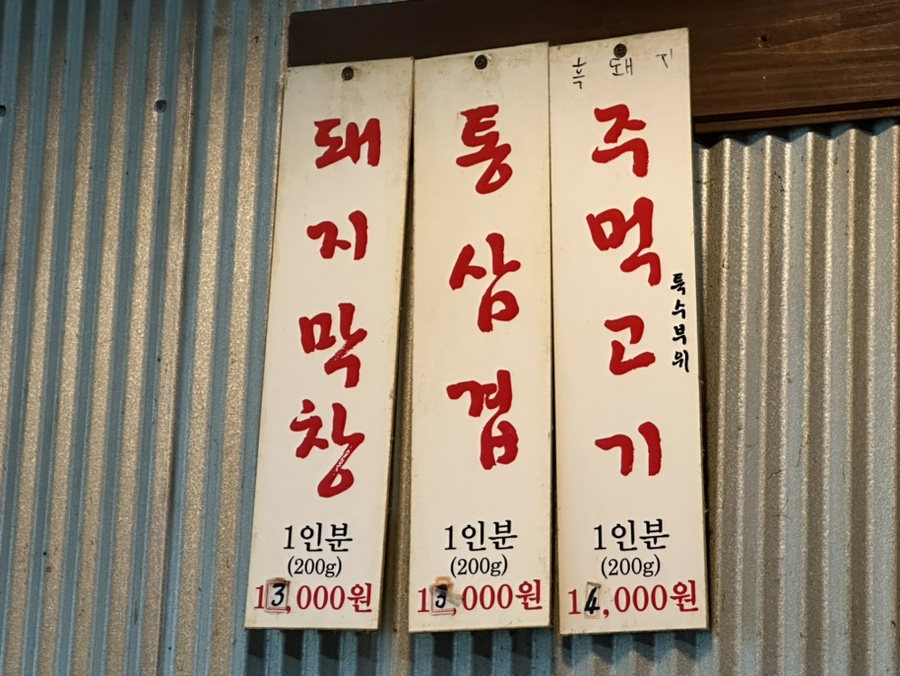 돼지막창
1인분
(200g)
13,000원
통삼겹
1인분
(200g)
13,000원
흑돼지
주먹고기
특수부위
1인분
(200g)
14,000원